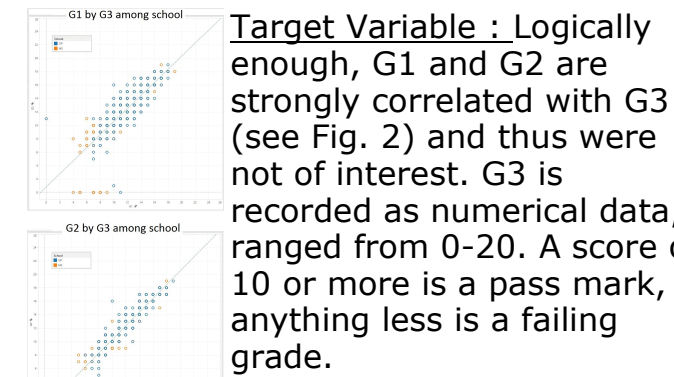 G1 by G3 among school
G2 by G3 among school
Target Variable : Logically
enough, G1 and G2 are
strongly correlated with G3
(see Fig. 2) and thus were
not of interest. G3 is
recorded as numerical data,
ranged from 0-20. A score
10 or more is a pass mark,
anything less is a failing
grade.